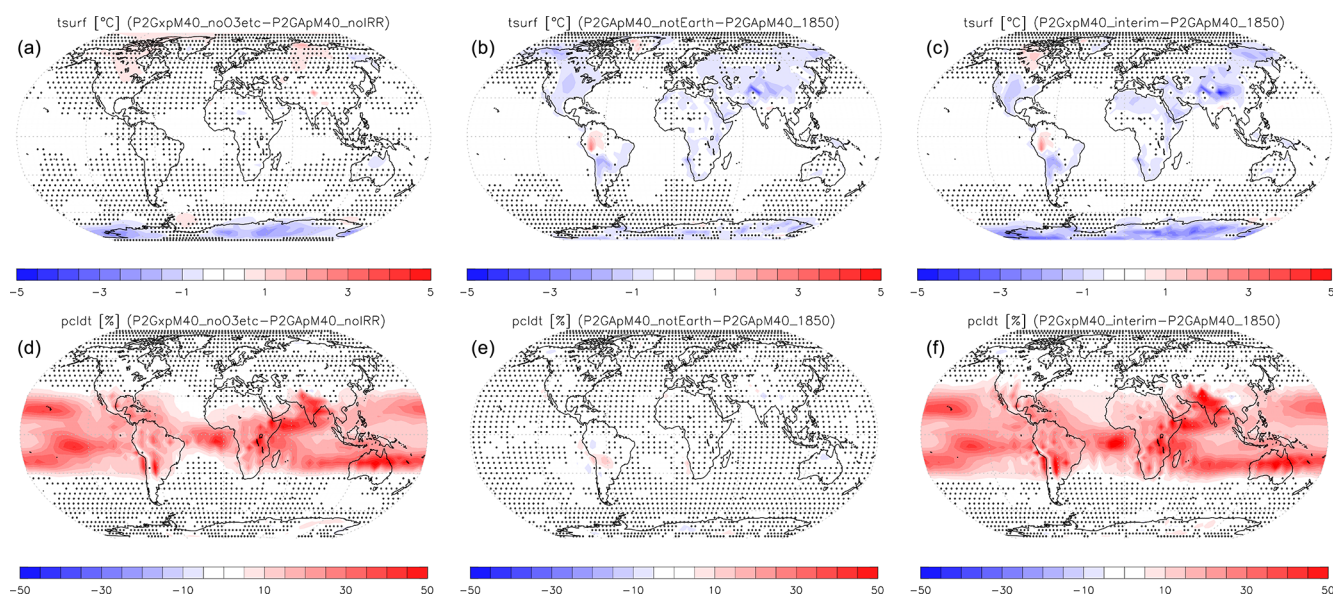 tsurf [°C] (P2GxpM40_noO3etc-P2GApM40_noIRR)
tsurf [°C] (P2GApM40_notEarth-P2GApM40_1850)
tsurf [°C] (P2GxpM40_interim-P2GApM40_1850)
(a)
(b)
(c)
-5 -3 -1 1 3 5
-5 -3 -1 1 3 5
-5 -3 -1 1 3 5
pcldt [%] (P2GxpM40_noO3etc-P2GApM40_noIRR)
pcldt [%] (P2GApM40_notEarth-P2GApM40_1850)
pcldt [%] (P2GxpM40_interim-P2GApM40_1850)
(d)
(e)
(f)
-50 -30 -10 10 30 50
-50 -30 -10 10 30 50
-50 -30 -10 10 30 50